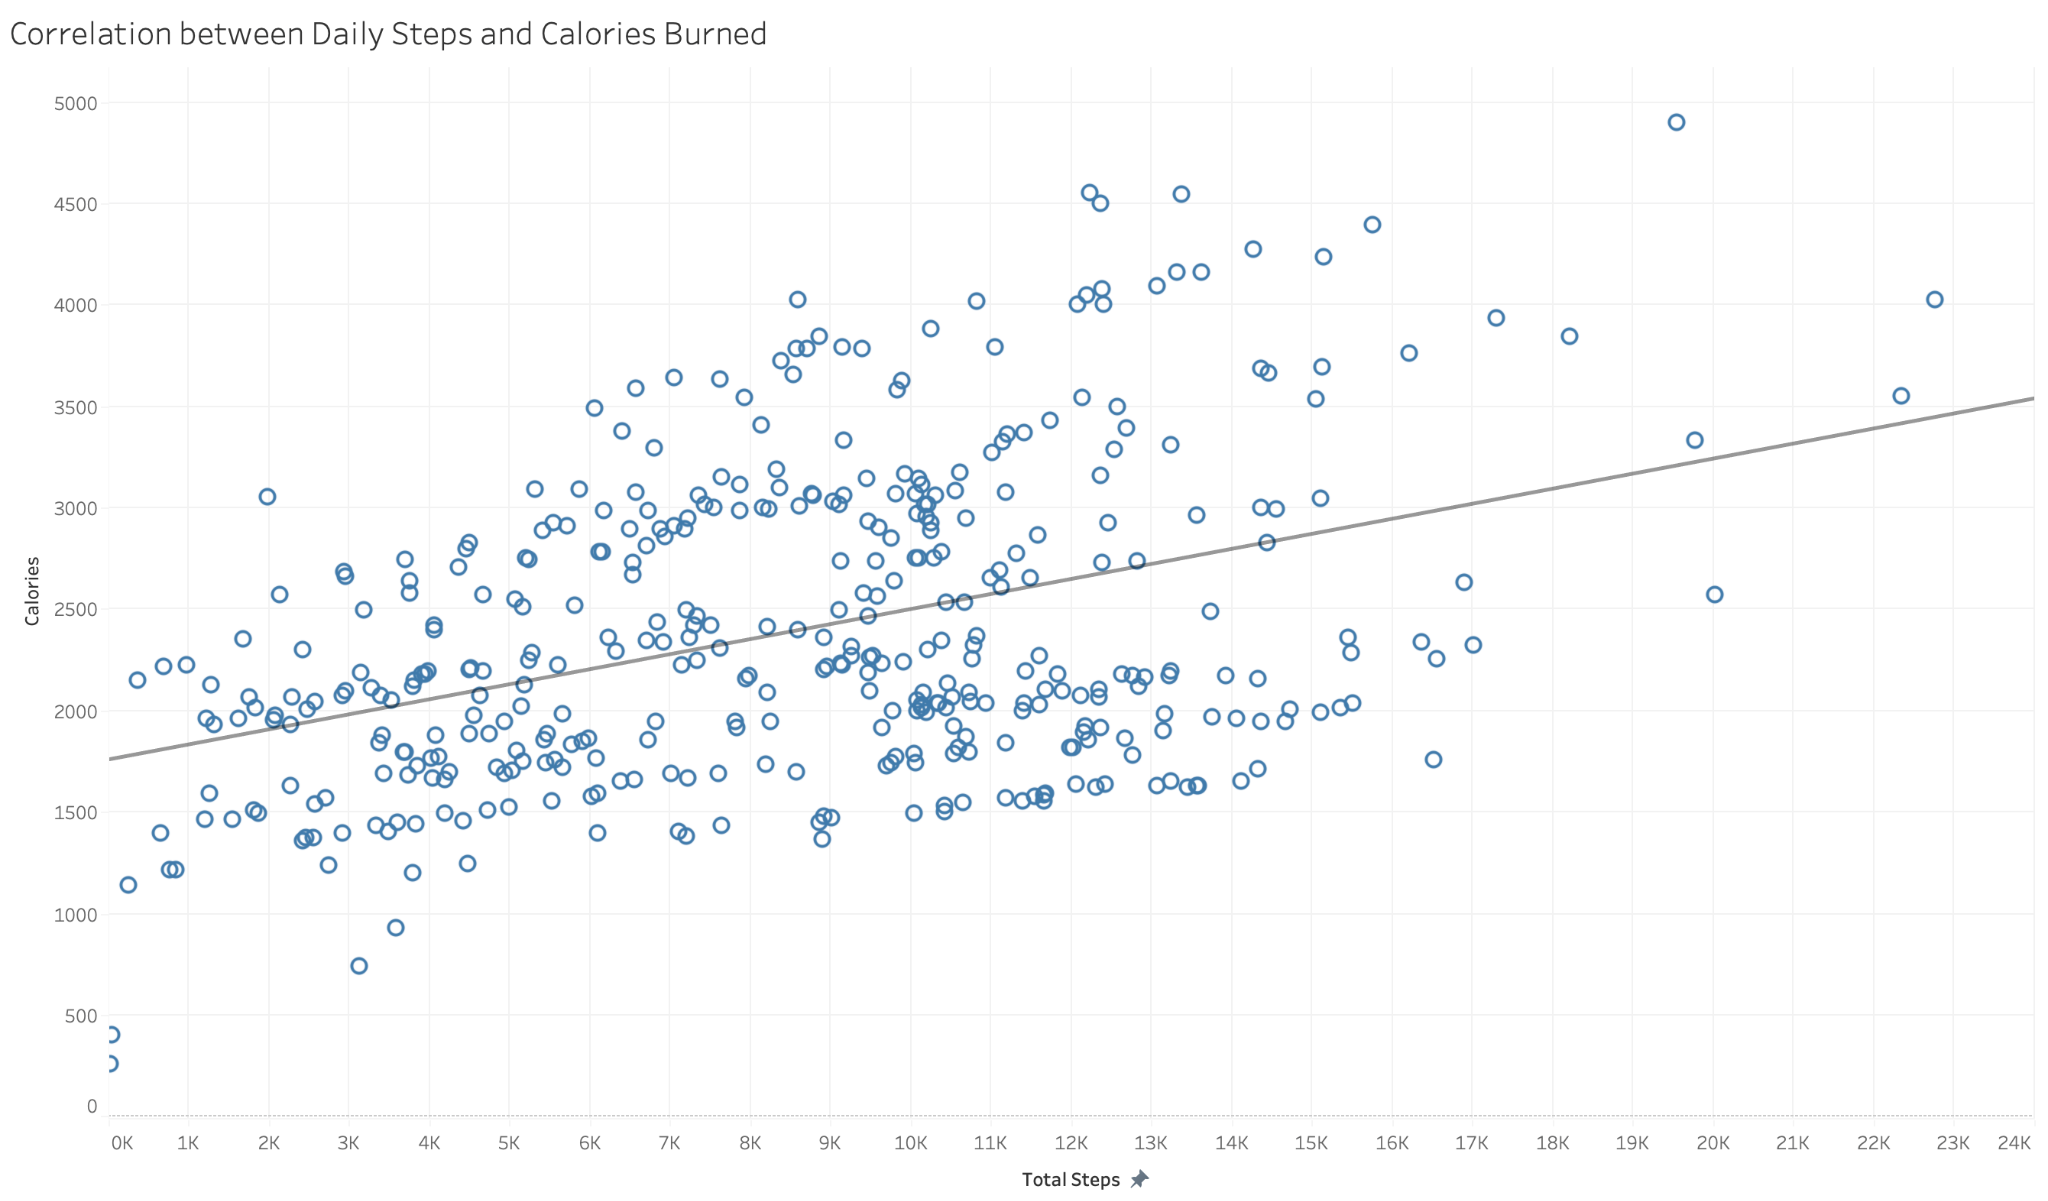 Correlation between Daily Steps and Calories Burned
5000
4500
4000
3500
3000
2500
2000
1500
1000
500
0
Calories
0K 1K 2K 3K 4K 5K 6K 7K 8K 9K 10K 11K 12K 13K 14K 15K 16K 17K 18K 19K 20K 21K 22K 23K 24K
Total Steps